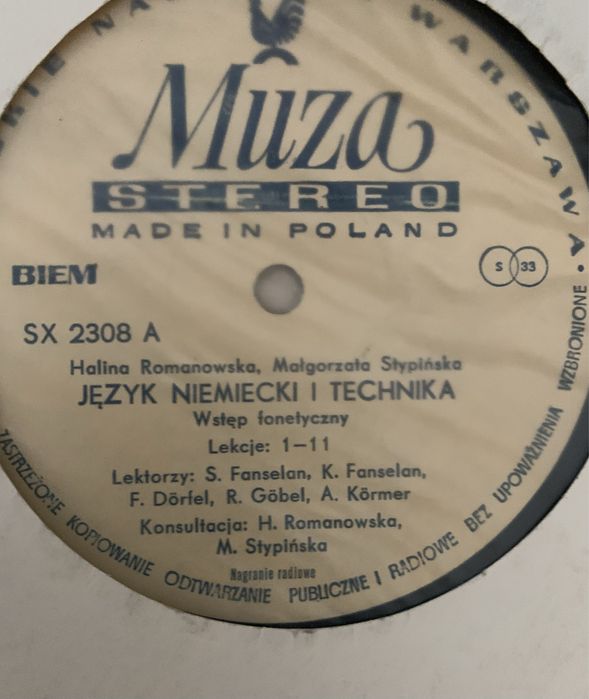 KIE NA
WARSZAWA •
Muza
STEREO
MADE IN POLAND
BIEM
S 33
SX 2308 A
Halina Romanowska, Małgorzata Stypińska
JĘZYK NIEMIECKI I TECHNIKA
Wstęp fonetyczny
Lekcje: 1—11
Lektorzy: S. Fanselan, K. Fanselan,
F. Dörfel, R. Göbel, A. Körmer
Konsultacja: H. Romanowska,
M. Stypińska
Nagranie radiowe
ZASTRZEŻONE KOPIOWANIE ODTWARZANIE PUBLICZNE I RADIOWE BEZ UPOWAŻNIENIA WZBRONIONE